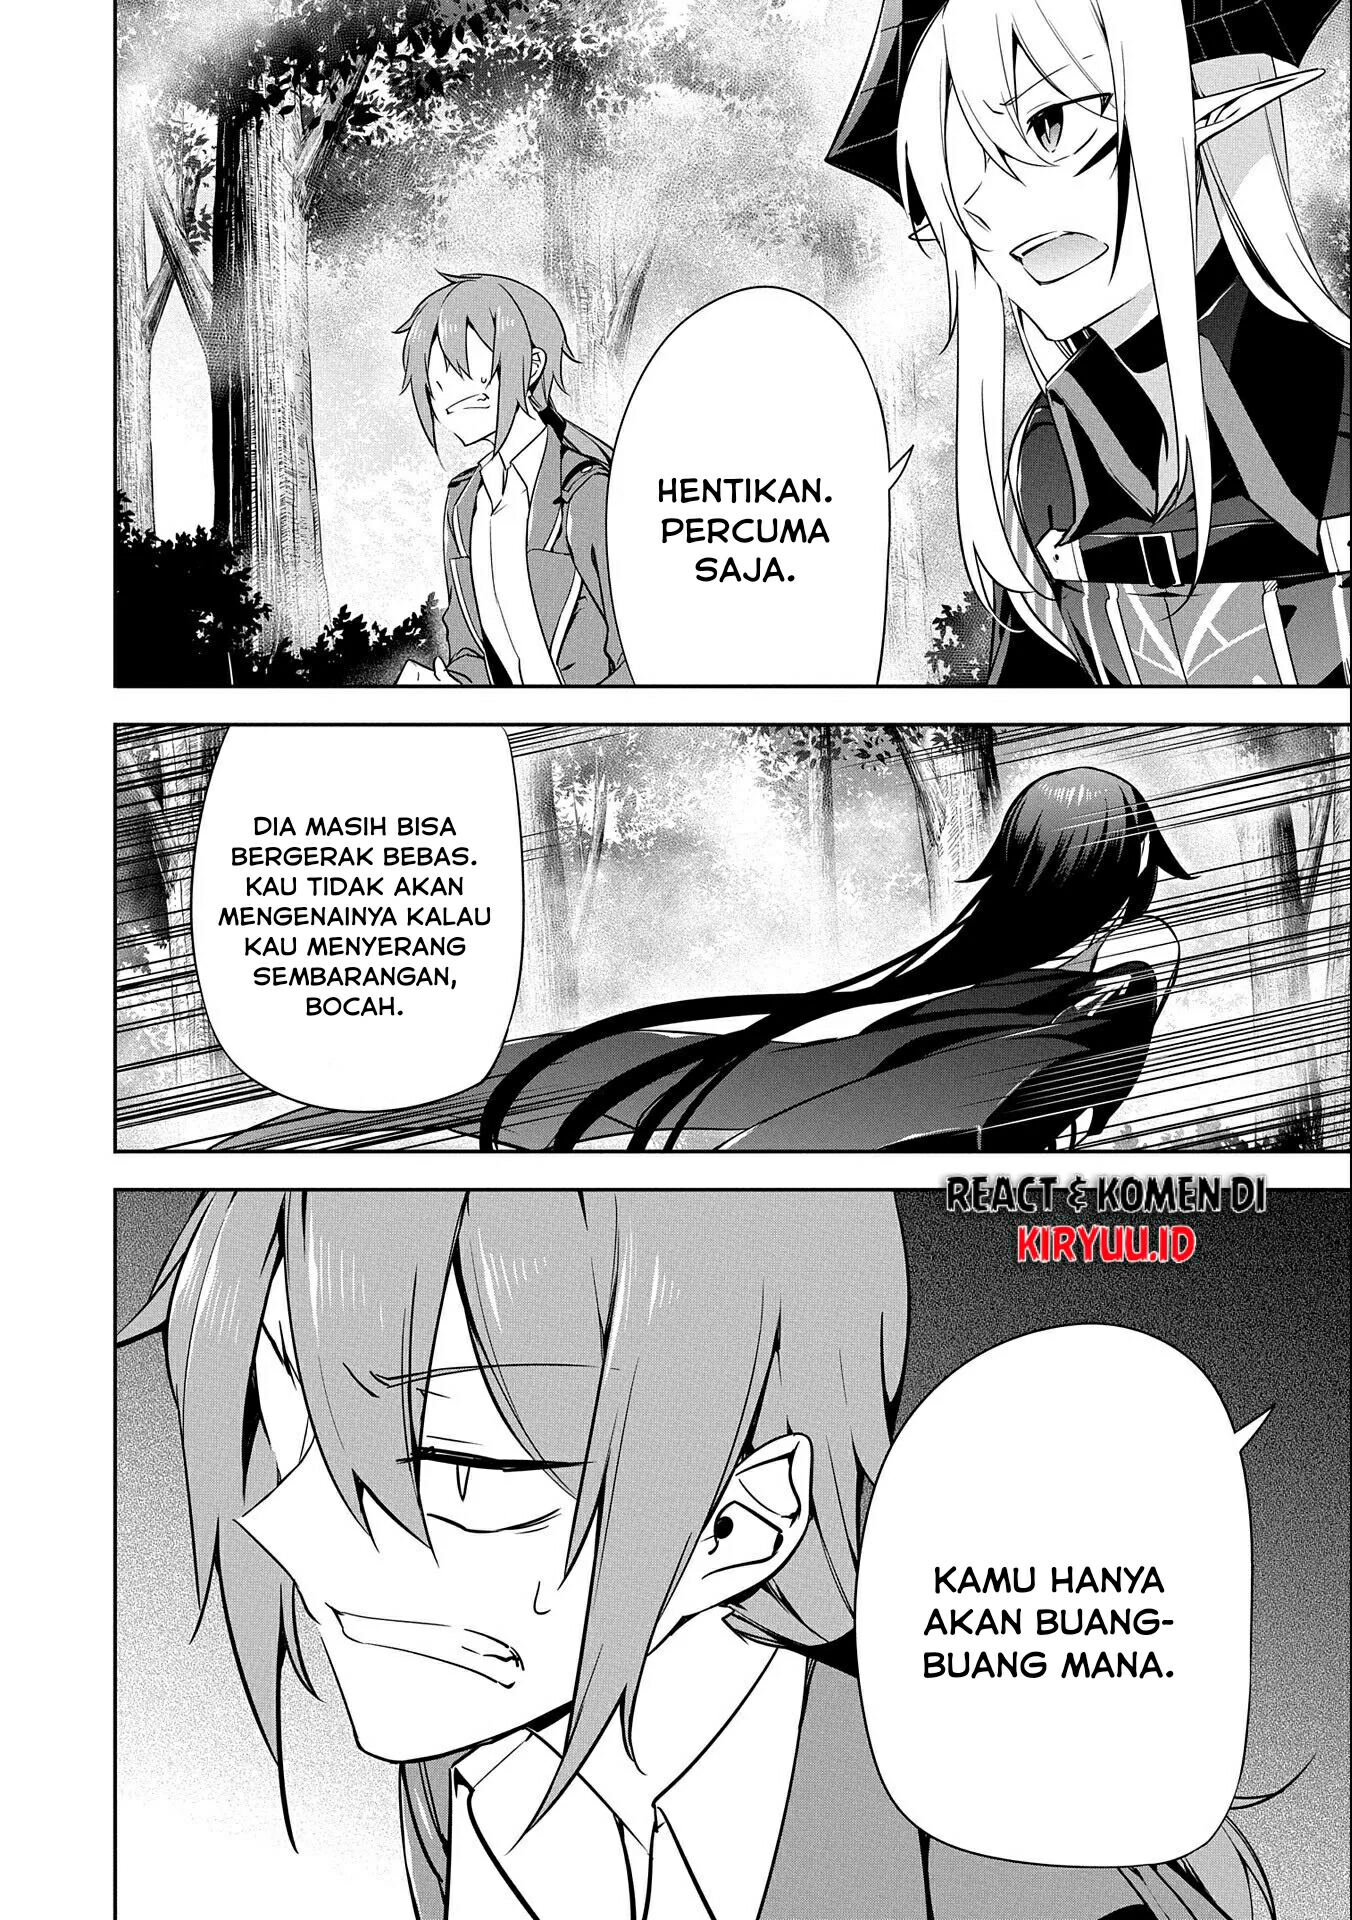 HENTIKAN.
PERCUMA
SAJA.
DIA MASIH BISA
BERGERAK BEBAS.
KAU TIDAK AKAN
MENGENAINYA KALAU
KAU MENYERANG
SEMBARANGAN,
BOCAH.
REACT & KOMEN DI
KIRYUU.ID
KAMU HANYA
AKAN BUANG-
BUANG MANA.